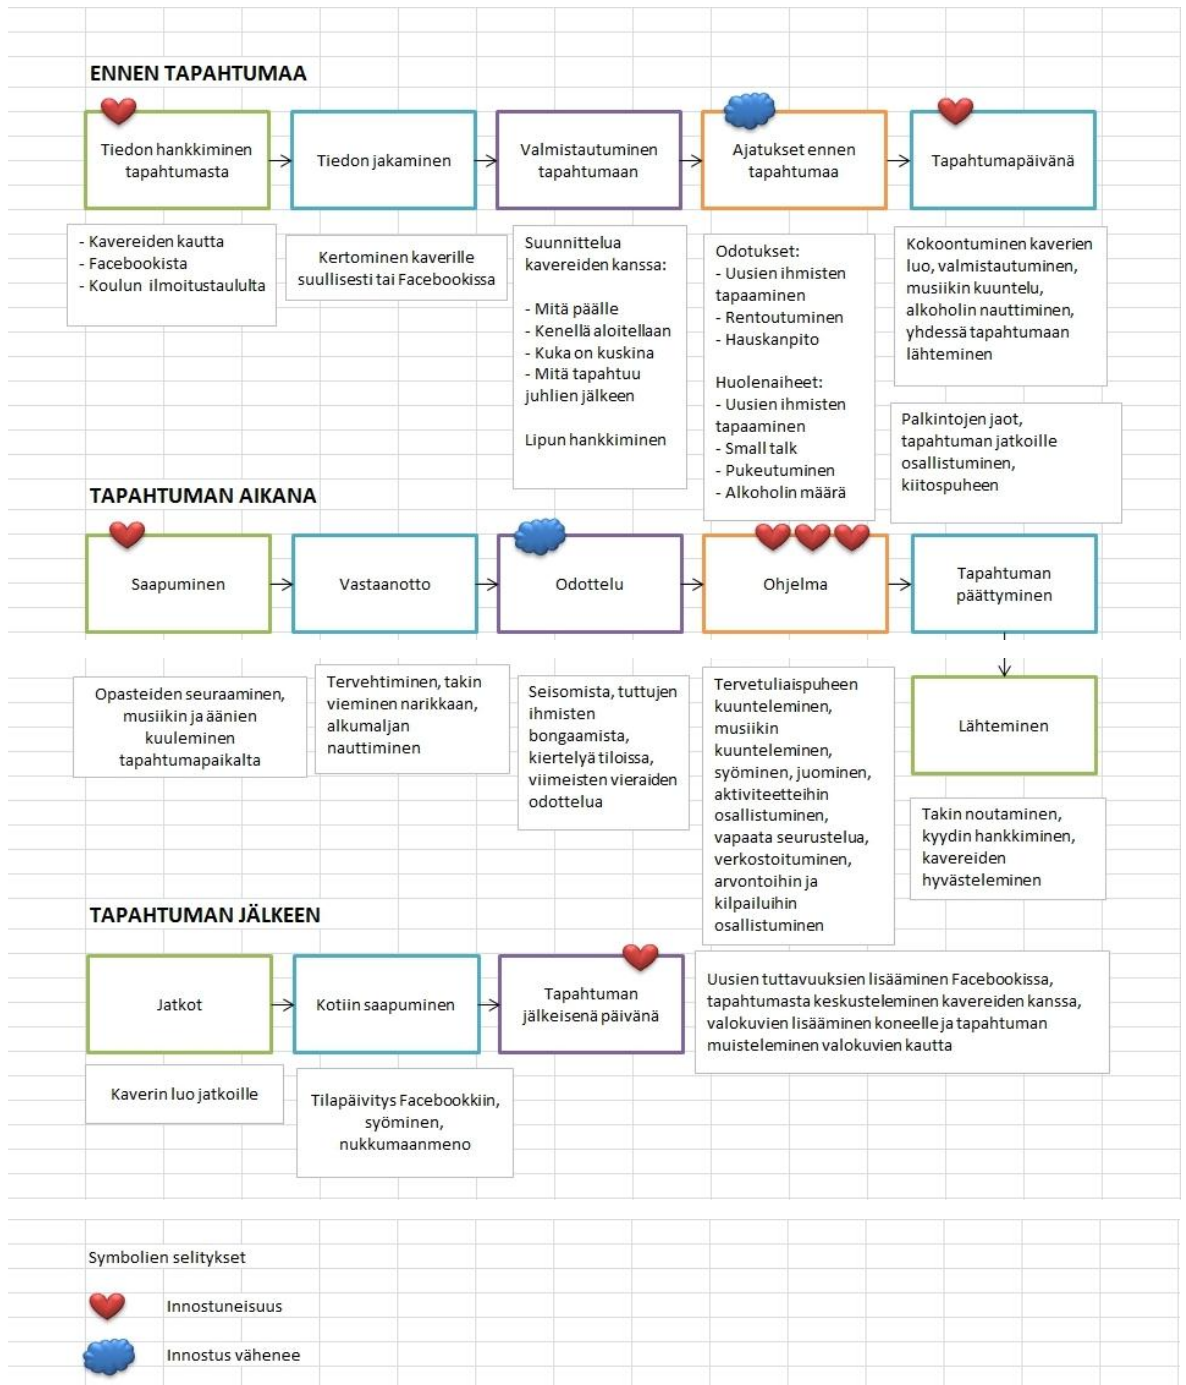 ENNEN TAPAHTUMAA
Tiedon hankkiminen
tapahtumasta
Tiedon jakaminen
Valmistautuminen
tapahtumaan
Ajatukset ennen
tapahtumaa
Tapahtumapäivänä
- Kavereiden kautta
- Facebookista
- Koulun ilmoitustaululta
Kertominen kaverille
suullisesti tai Facebookissa
Suunnittelua
kavereiden kanssa:
- Mitä päälle
- Kenellä aloitellaan
- Kuka on kuskina
- Mitä tapahtuu
juhlien jälkeen
Lipun hankkiminen
Odotukset:
- Uusien ihmisten
tapaaminen
- Rentoutuminen
- Hauskanpito
Huolenaiheet:
- Uusien ihmisten
tapaaminen
- Small talk
- Pukeutuminen
- Alkoholin määrä
Kokoontuminen kaverien
luo, valmistautuminen,
musiikin kuuntelu,
alkoholin nauttiminen,
yhdessä tapahtumaan
lähteminen
Palkintojen jaot,
tapahtuman jatkoille
osallistuminen,
kiitospuheen
TAPAHTUMAN AIKANA
Saapuminen
Vastaanotto
Odottelu
Ohjelma
Tapahtuman
päättyminen
Opasteiden seuraaminen,
musiikin ja äänien
kuuleminen
tapahtumapaikalta
Tervehtiminen, takin
vieminen narikkaan,
alkumaljan
nauttiminen
Seisomista, tuttujen
ihmisten
bongaamista,
kiertelyä tiloissa,
viimeisten vieraiden
odottelua
Tervetuliaispuheen
kuunteleminen,
musiikin
kuunteleminen,
syöminen, juominen,
aktiviteetteihin
osallistuminen,
vapaata seurustelua,
verkostoituminen,
arvontoihin ja
kilpailuihin
osallistuminen
Lähteminen
Takin noutaminen,
kyydin hankkiminen,
kavereiden
hyvästeleminen
TAPAHTUMAN JÄLKEEN
Jatkot
Kotiin saapuminen
Tapahtuman
jälkeisenä päivänä
Uusien tuttavuuksien lisääminen Facebookissa,
tapahtumasta keskusteleminen kavereiden kanssa,
valokuvien lisääminen koneelle ja tapahtuman
muisteleminen valokuvien kautta
Kaverin luo jatkoille
Tilapäivitys Facebookkiin,
syöminen,
nukkumaanmeno
Symbolien selitykset
Innostuneisuus
Innostus vähenee